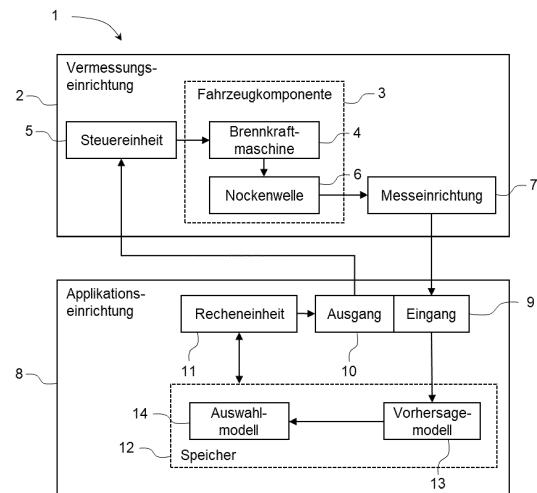 1
Vermessungs-
einrichtung
Fahrzeugkomponente
3
2
5
Steuereinheit
Brennkraft-
maschine
4
6
Nockenwelle
Messeinrichtung
7
Applikations-
einrichtung
Recheneinheit
Ausgang
Eingang
9
11
10
8
14
Auswahl-
modell
Vorhersage-
modell
12
Speicher
13